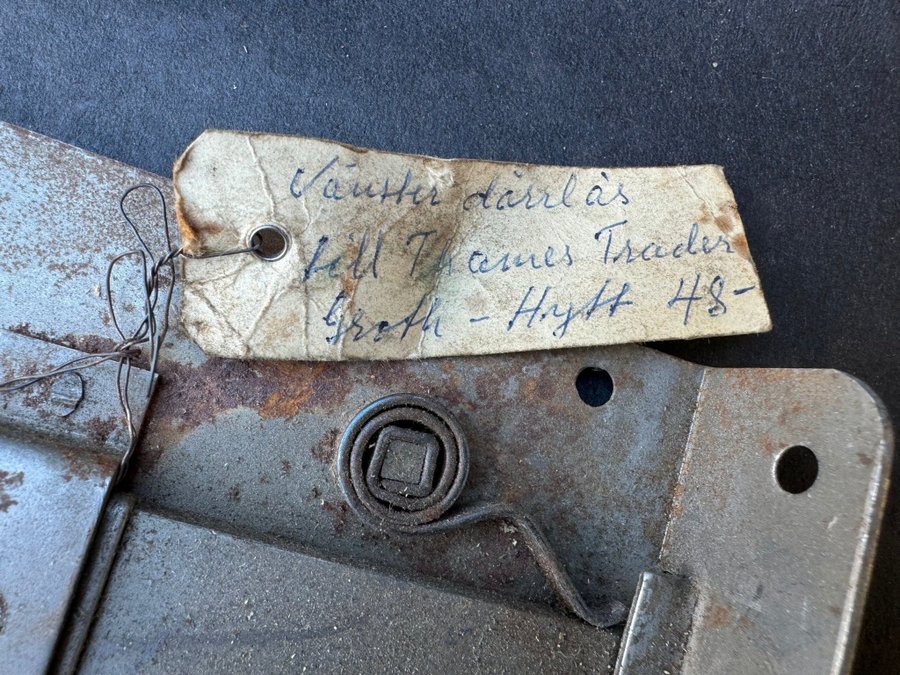 Vänster dörrlås
till Thames Trader
Groth - Hytt 48-